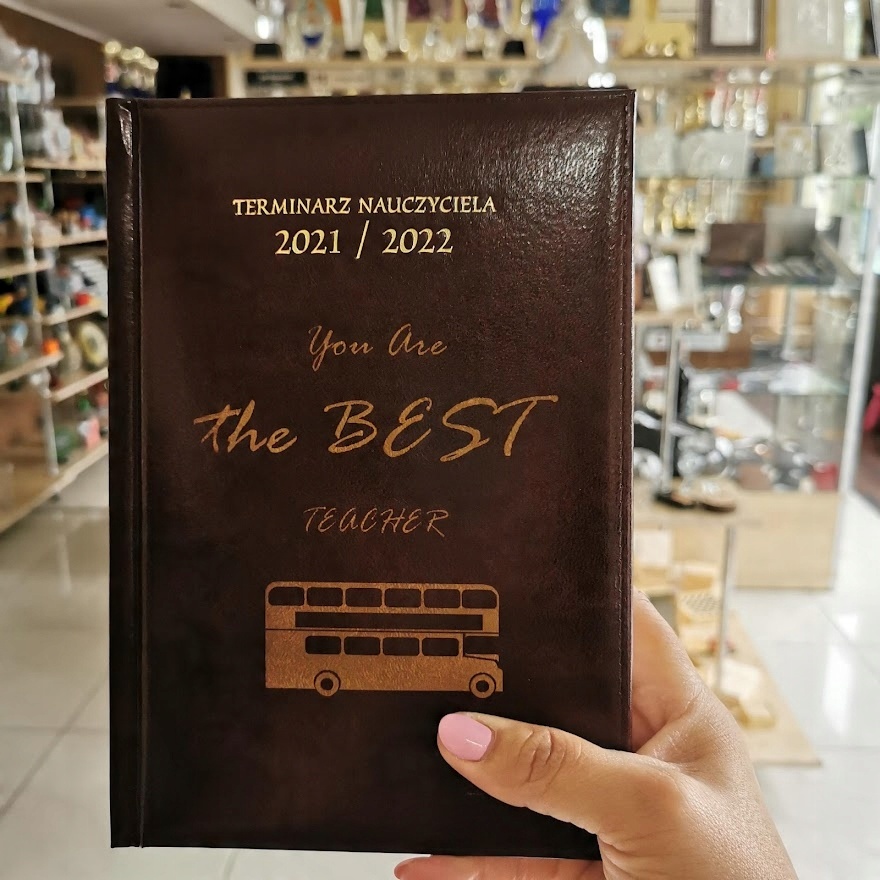 TERMINARZ NAUCZYCIELA
2021 / 2022
You Are
the BEST
TEACHER